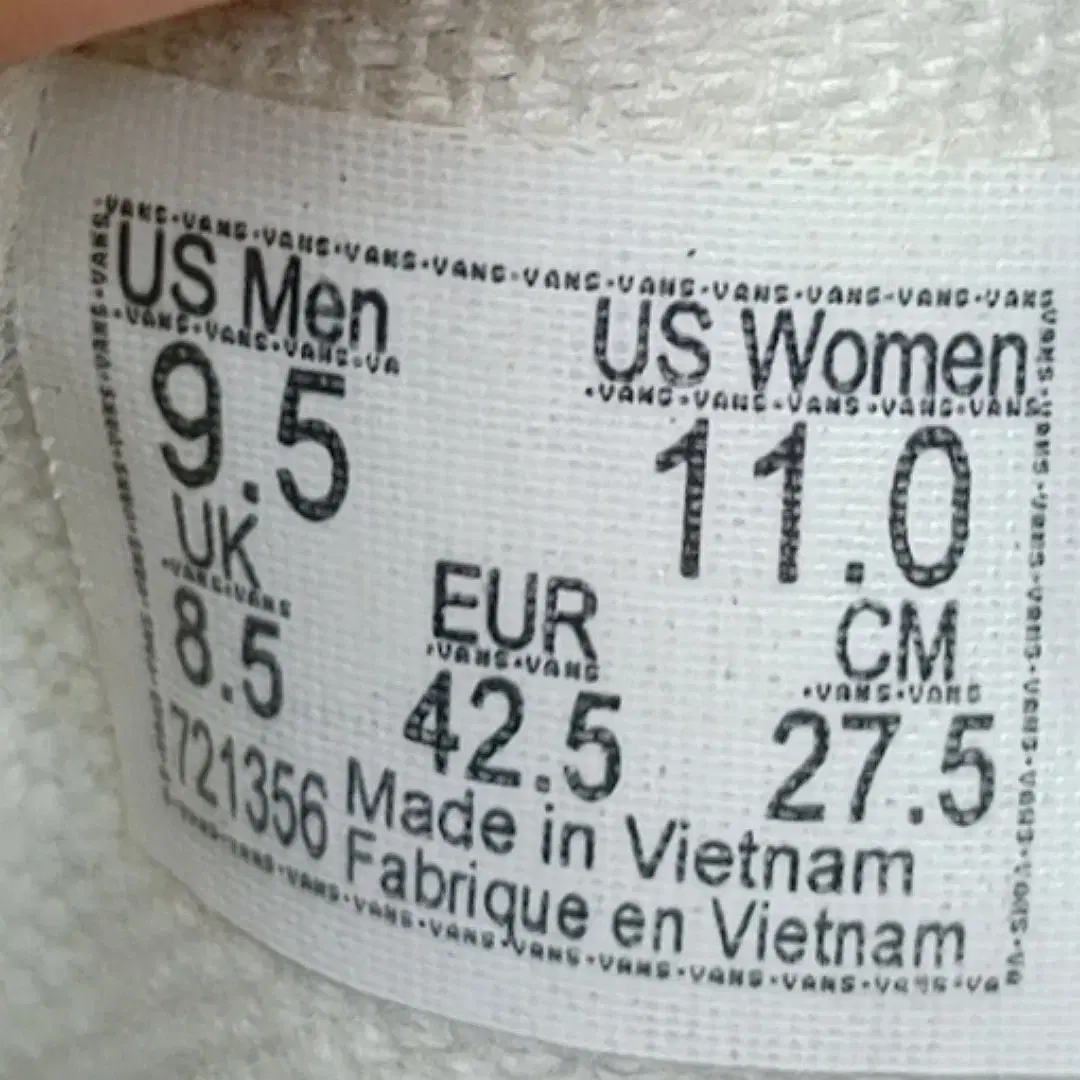 ·VANS·VANS·VANS·VANS·VANS·VANS·VANS·VANS·VANS·VANS·VANS
US Men US Women
·VANS·VANS·VANS·VA ·VANS·VANS·VANS·VANS·VANS
9.5 11.0
UK EUR CM
·VANS·VANS ·VANS·VANS ·VANS·VANS
8.5 42.5 27.5
721356 Made in Vietnam
Fabrique en Vietnam